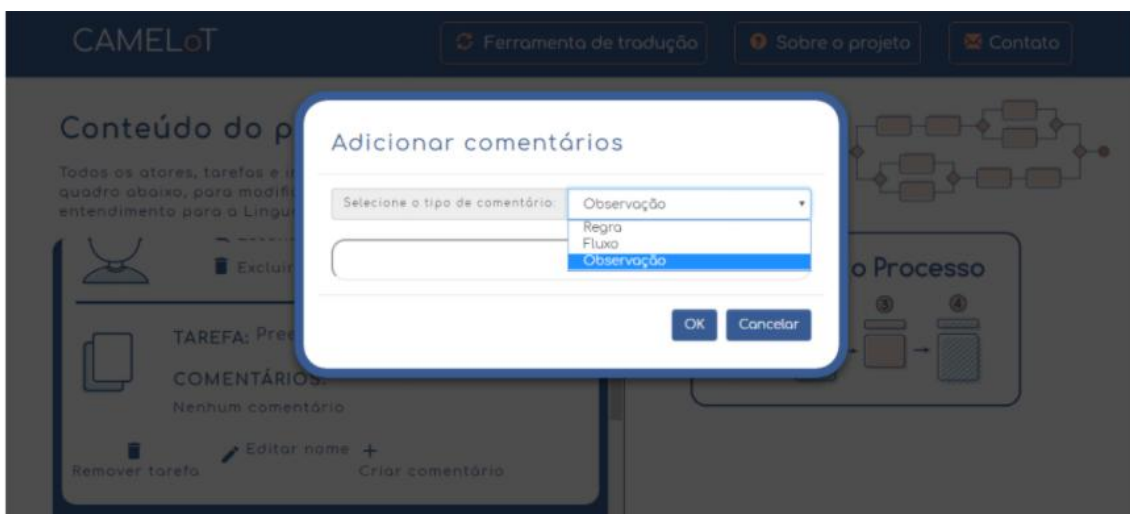 CAMELoT
Ferramenta de tradução
Sobre o projeto
Contato
Conteúdo do p
Todos os atores, tarefas e i
quadro abaixo, para modifi
entendimento para a Lingu
Excluir
TAREFA: Pree
COMENTÁRIOS:
Nenhum comentário
Remover tarefa
Editar nome
Criar comentário
Adicionar comentários
Selecione o tipo de comentário:
Observação
Regra
Fluxo
Observação
OK
Cancelar
o Processo
③
④